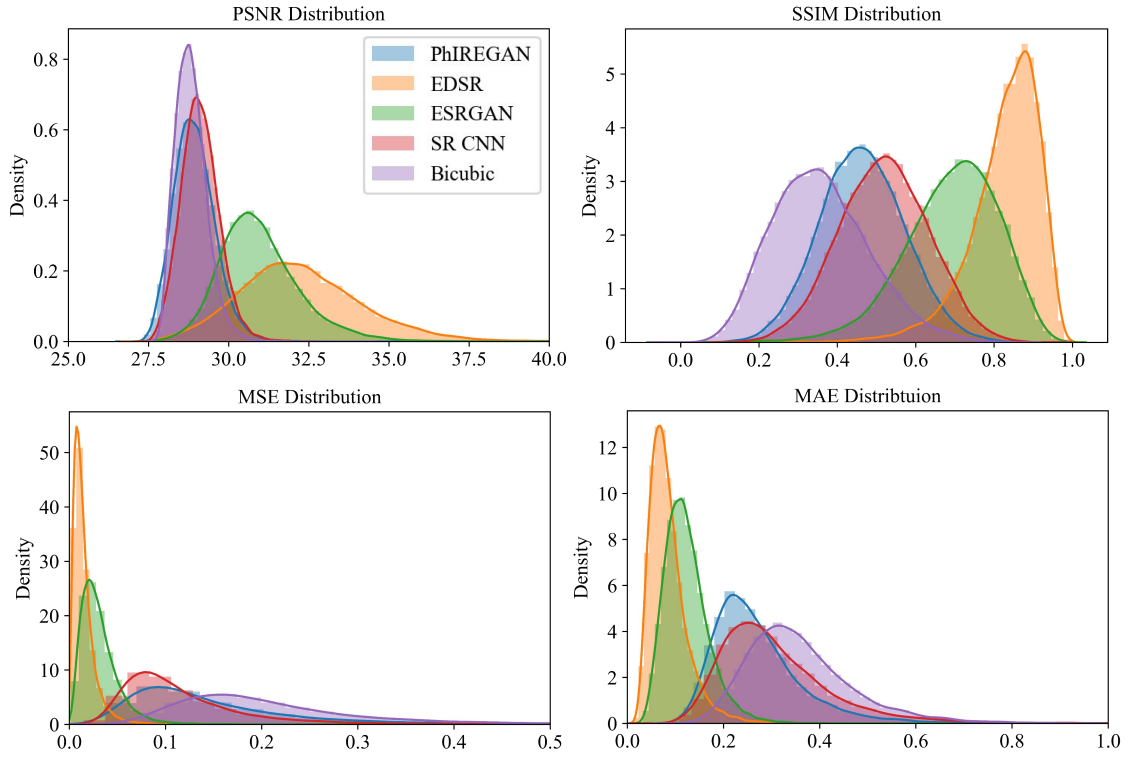 PSNR Distribution
Density
0.8
0.6
0.4
0.2
0.0
25.0 27.5 30.0 32.5 35.0 37.5 40.0
PhIREGAN
EDSR
ESRGAN
SR CNN
Bicubic
SSIM Distribution
Density
5
4
3
2
1
0
0.0 0.2 0.4 0.6 0.8 1.0
MSE Distribution
Density
50
40
30
20
10
0
0.0 0.1 0.2 0.3 0.4 0.5
MAE Distribtuion
Density
12
10
8
6
4
2
0
0.0 0.2 0.4 0.6 0.8 1.0